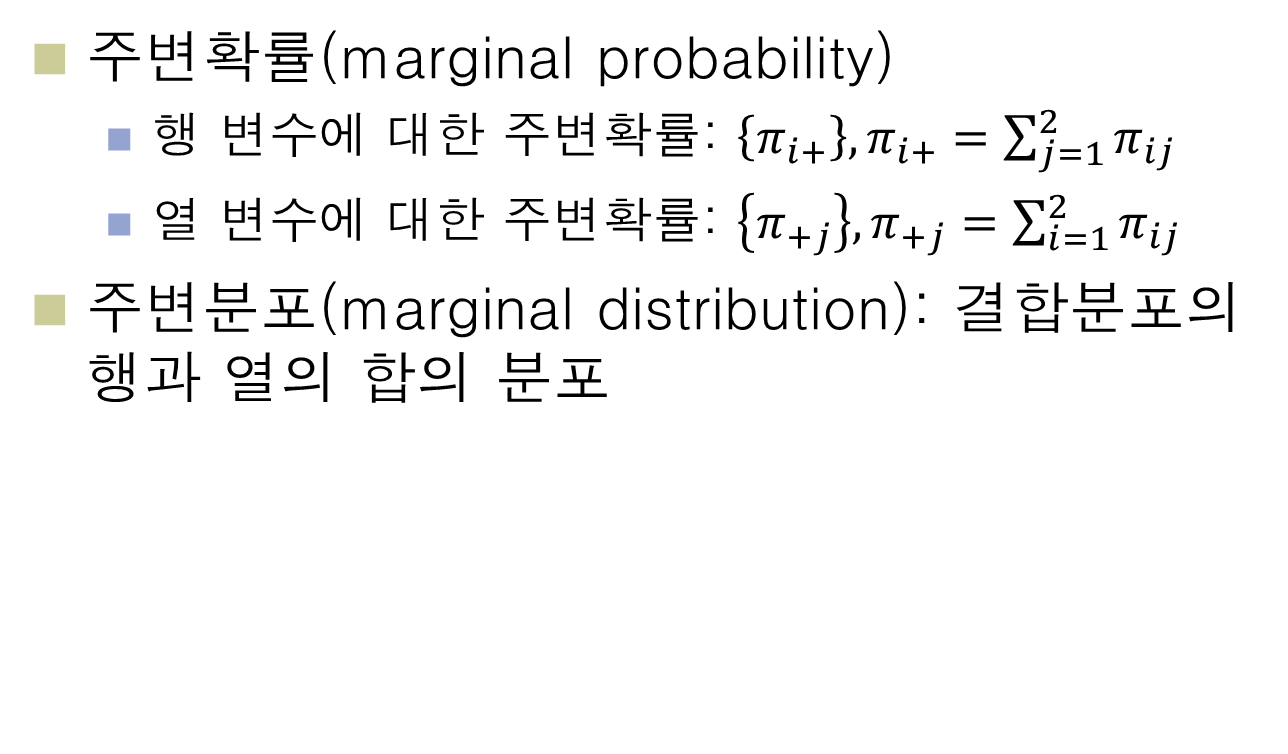 ■ 주변확률(marginal probability)
■ 행 변수에 대한 주변확률: {π_{i+}}, π_{i+} = ∑_{j=1}^{2} π_{ij}
■ 열 변수에 대한 주변확률: {π_{+j}}, π_{+j} = ∑_{i=1}^{2} π_{ij}
■ 주변분포(marginal distribution): 결합분포의
행과 열의 합의 분포